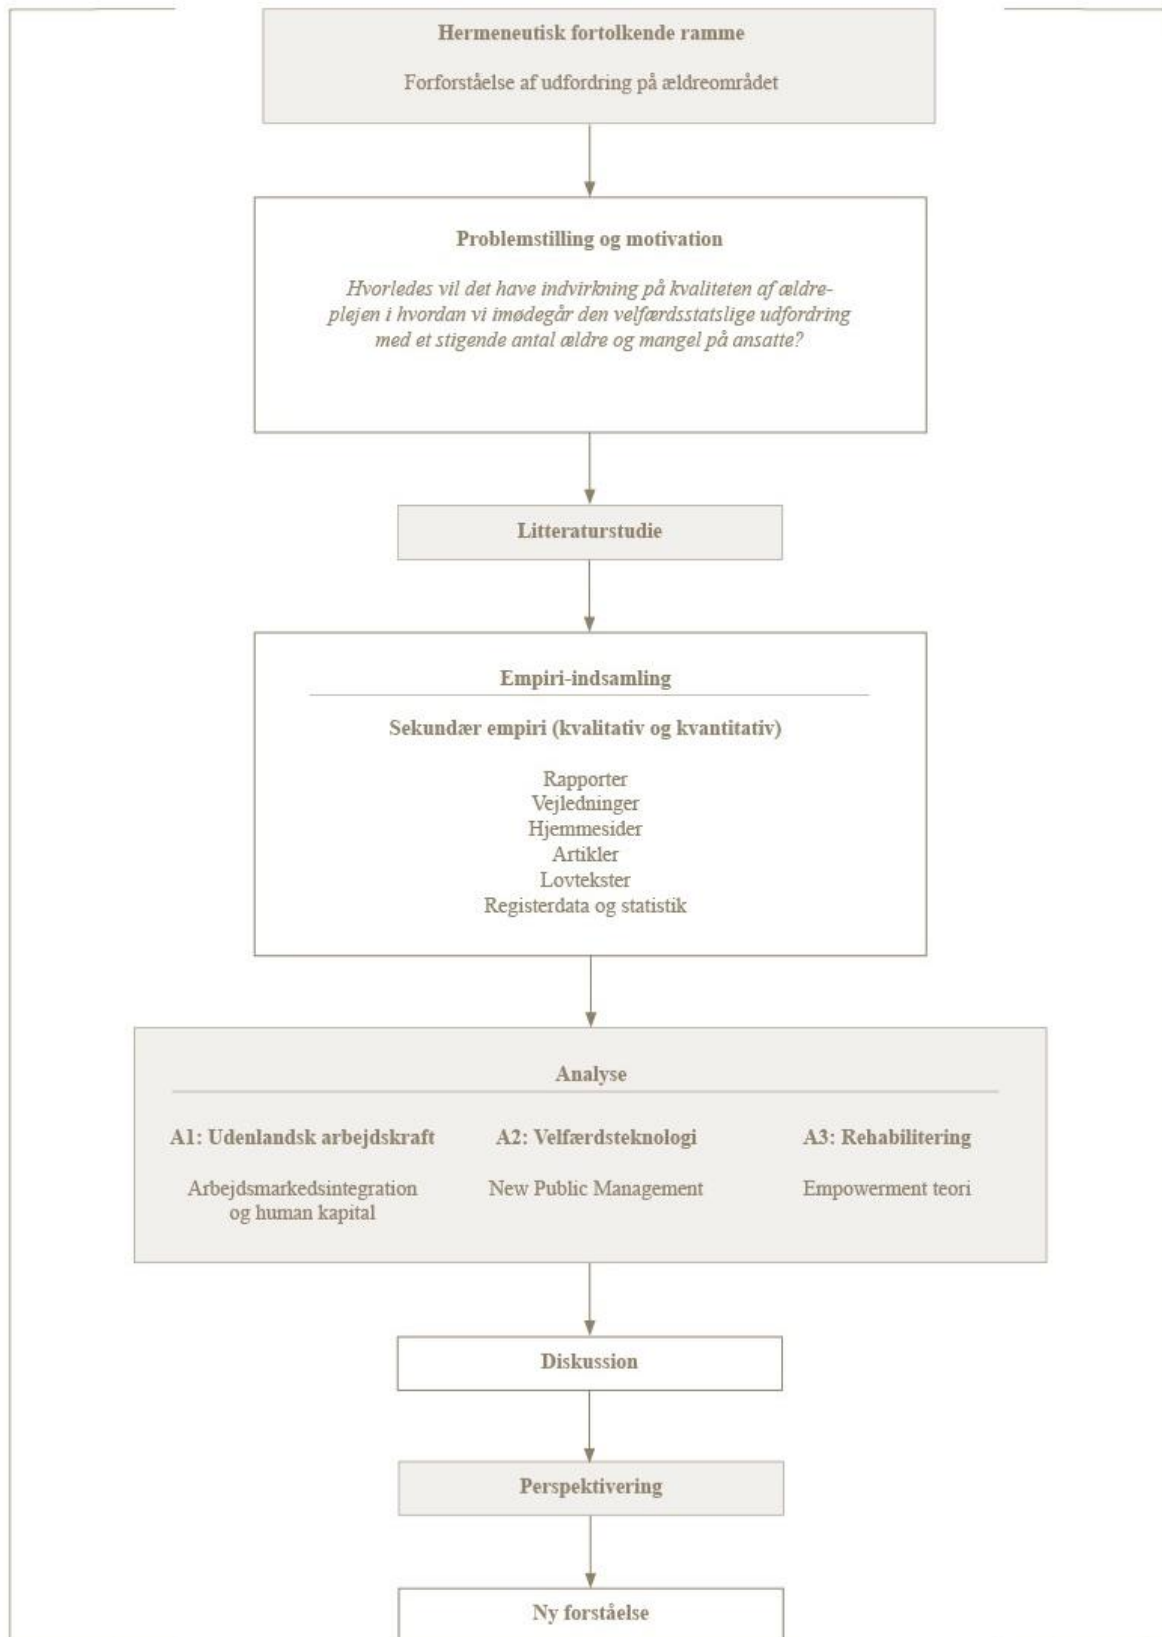 Hermeneutisk fortolkende ramme
Forforståelse af udfordring på ældreområdet
Problemstilling og motivation
Hvorledes vil det have indvirkning på kvaliteten af ældre-
plejen i hvordan vi imødegår den velfærdsstatslige udfordring
med et stigende antal ældre og mangel på ansatte?
Litteraturstudie
Empiri-indsamling
Sekundær empiri (kvalitativ og kvantitativ)
Rapporter
Vejledninger
Hjemmesider
Artikler
Lovtekster
Registerdata og statistik
Analyse
A1: Udenlandsk arbejdskraft
Arbejdsmarkedsintegration
og human kapital
A2: Velfærdsteknologi
New Public Management
A3: Rehabilitering
Empowerment teori
Diskussion
Perspektivering
Ny forståelse